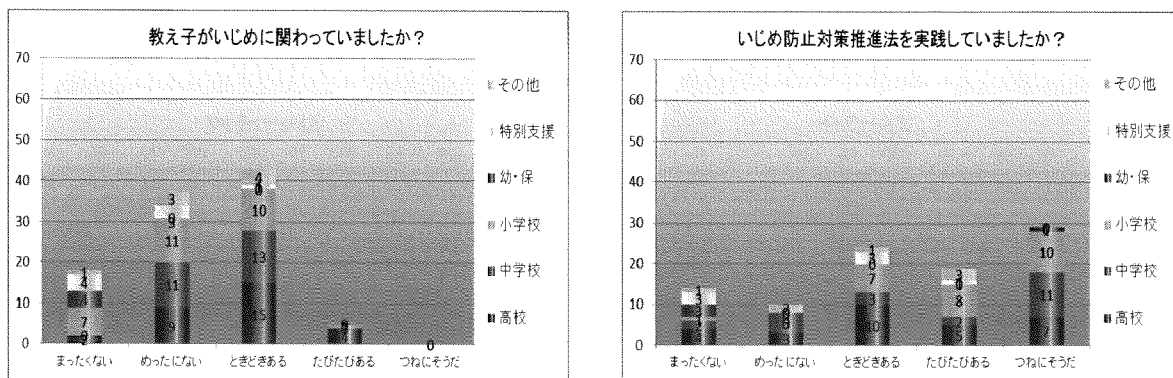 教え子がいじめに関わっていましたか？
70
60
50
40
30
20
10
0
1
4
7
3
11
11
9
4
10
13
15
0
まったくない
めったにない
ときどきある
たびたびある
つねにそうだ
その他
特別支援
幼・保
小学校
中学校
高校
いじめ防止対策推進法を実践していましたか？
70
60
50
40
30
20
10
0
1
3
3
3
1
0
7
3
10
3
8
5
10
11
7
まったくない
めったにない
ときどきある
たびたびある
つねにそうだ
その他
特別支援
幼・保
小学校
中学校
高校